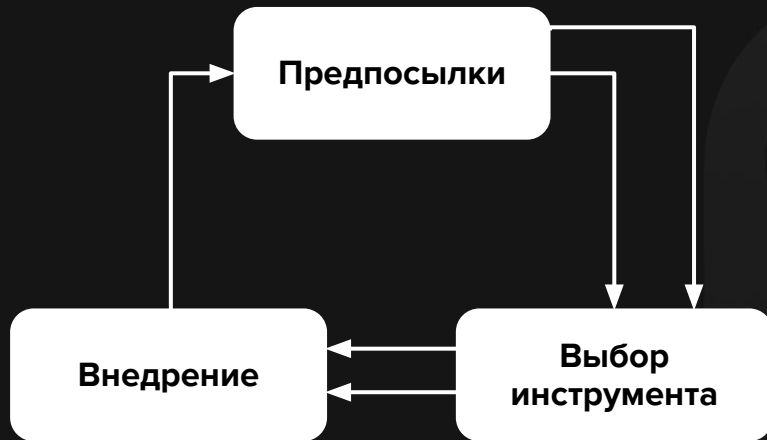 Предпосылки
Внедрение
Выбор
инструмента